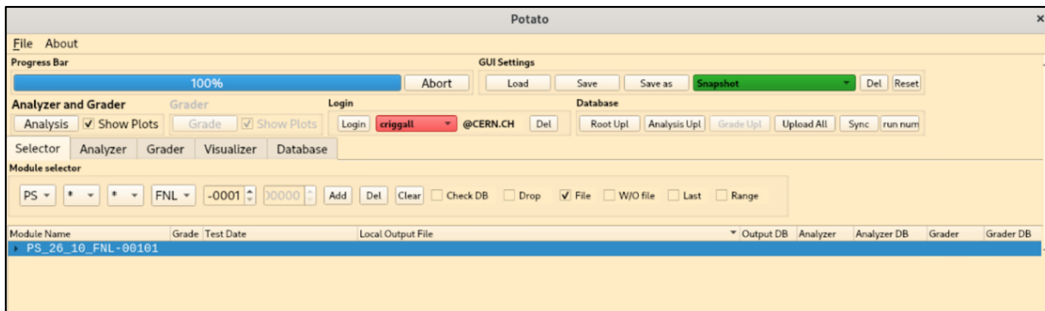 Potato ×
File About
Progress Bar GUI Settings
100% Abort Load Save Save as Snapshot Del Reset
Analyzer and Grader Grader Login Database
Analysis Show Plots Grade Show Plots Login criggall @CERN.CH Del Root Upl Analysis Upl Grade Upl Upload All Sync run num
Selector Analyzer Grader Visualizer Database
Module selector
PS * * FNL -0001 00000 Add Del Clear Check DB Drop File W/O file Last Range
Module Name Grade Test Date Local Output File Output DB Analyzer Analyzer DB Grader Grader DB
PS_26_10_FNL-00101